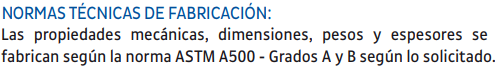 NORMAS TÉCNICAS DE FABRICACIÓN:
Las propiedades mecánicas, dimensiones, pesos y espesores se
fabrican según la norma ASTM A500 - Grados A y B según lo solicitado.